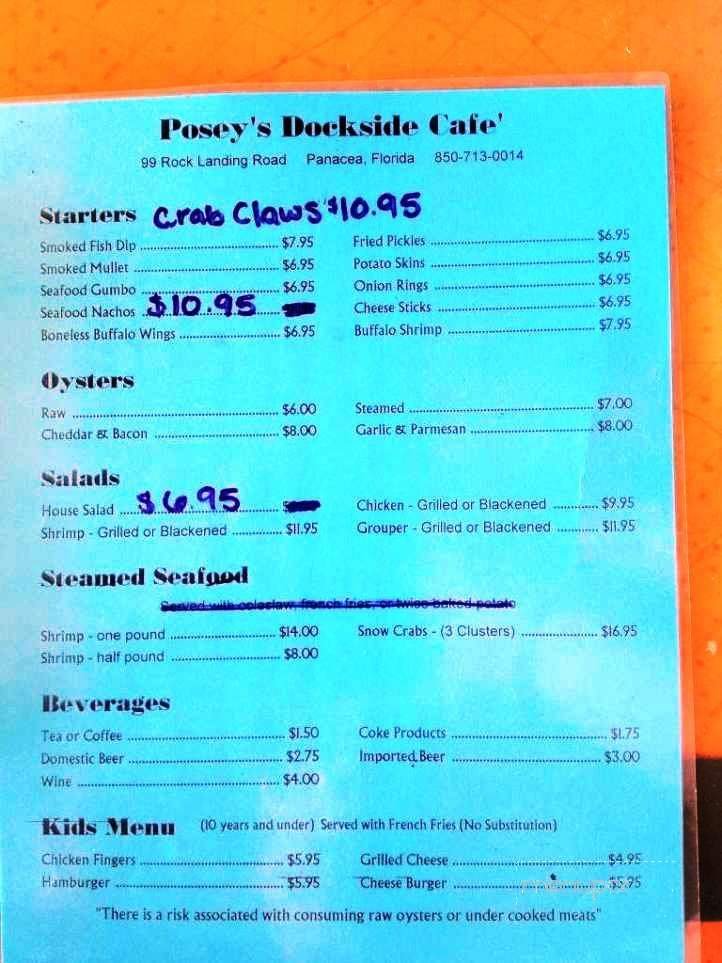 Posey's Dockside Cafe'
99 Rock Landing Road Panacea, Florida 850-713-0014
Starters Crab Claws $10.95
Smoked Fish Dip $7.95
Smoked Mullet $6.95
Seafood Gumbo $6.95
Seafood Nachos $10.95
Boneless Buffalo Wings $6.95
Fried Pickles $6.95
Potato Skins $6.95
Onion Rings $6.95
Cheese Sticks $6.95
Buffalo Shrimp $7.95
Oysters
Raw $6.00
Cheddar & Bacon $8.00
Steamed $7.00
Garlic & Parmesan $8.00
Salads
House Salad $6.95
Shrimp - Grilled or Blackened $11.95
Chicken - Grilled or Blackened $9.95
Grouper - Grilled or Blackened $11.95
Steamed Seafood
Served with coleslaw, french fries, or twice baked potato
Shrimp - one pound $14.00
Shrimp - half pound $8.00
Snow Crabs - (3 Clusters) $16.95
Beverages
Tea or Coffee $1.50
Domestic Beer $2.75
Wine $4.00
Coke Products $1.75
Imported Beer $3.00
Kids Menu (10 years and under) Served with French Fries (No Substitution)
Chicken Fingers $5.95
Hamburger $5.95
Grilled Cheese $4.95
Cheese Burger $5.95
"There is a risk associated with consuming raw oysters or under cooked meats"